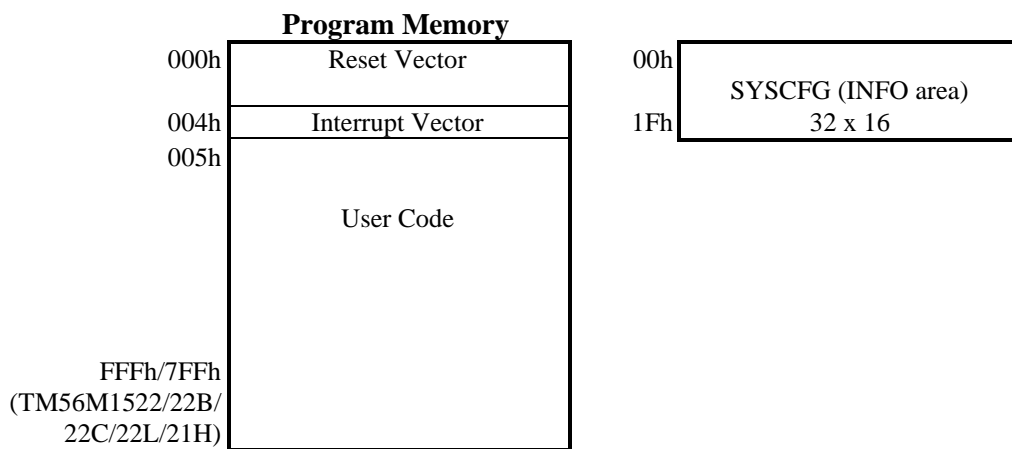 Program Memory
000h
Reset Vector
004h
Interrupt Vector
005h
User Code
FFFh/7FFh
(TM56M1522/22B/
22C/22L/21H)
00h
SYSCFG (INFO area)
1Fh
32 x 16